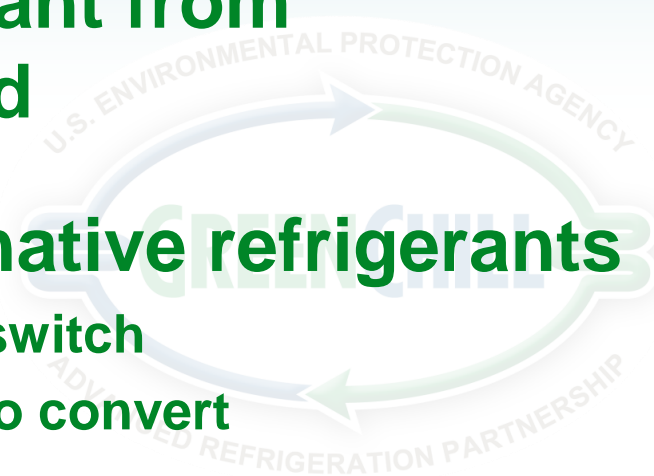 U.S. ENVIRONMENTAL PROTECTION AGENCY
ant from
d
GREENCHILL
native refrigerants
switch
o convert
ADVANCED REFRIGERATION PARTNERSHIP